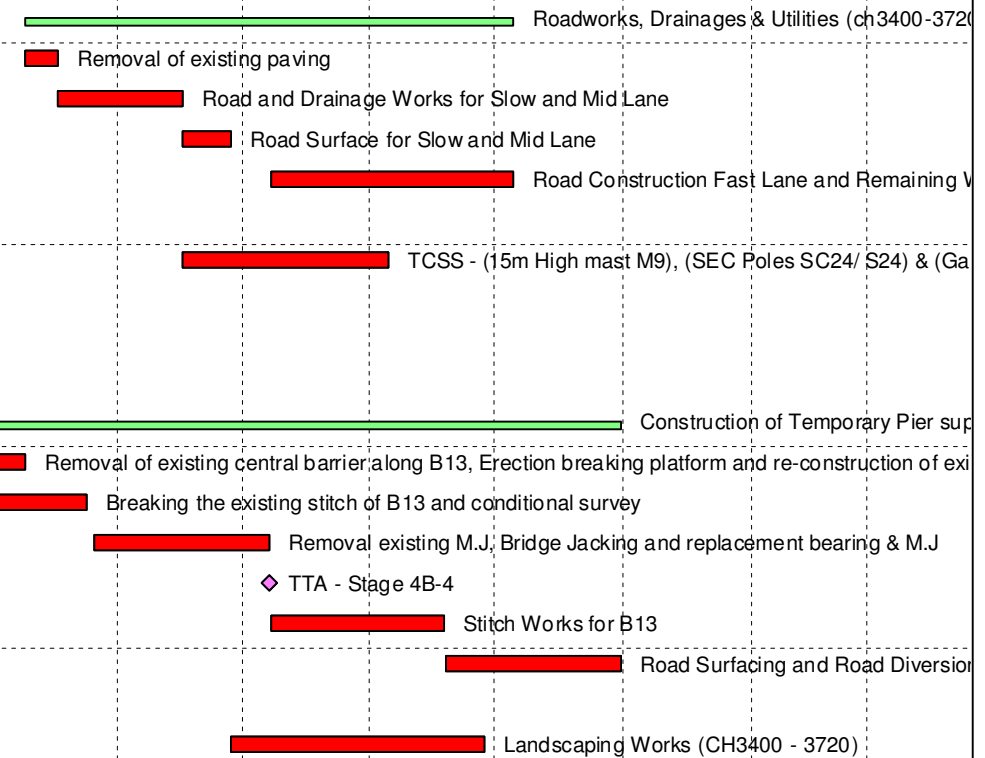 Roadworks, Drainages & Utilities (ch3400-3720
Removal of existing paving
Road and Drainage Works for Slow and Mid Lane
Road Surface for Slow and Mid Lane
Road Construction Fast Lane and Remaining
TCSS - (15m High mast M9), (SEC Poles SC24/ S24) & (Ga
Construction of Temporary Pier sup
Removal of existing central barrier along B13, Erection breaking platform and re-construction of exi
Breaking the existing stitch of B13 and conditional survey
Removal existing M.J, Bridge Jacking and replacement bearing & M.J
TTA - Stage 4B-4
Stitch Works for B13
Road Surfacing and Road Diversion
Landscaping Works (CH3400 - 3720)